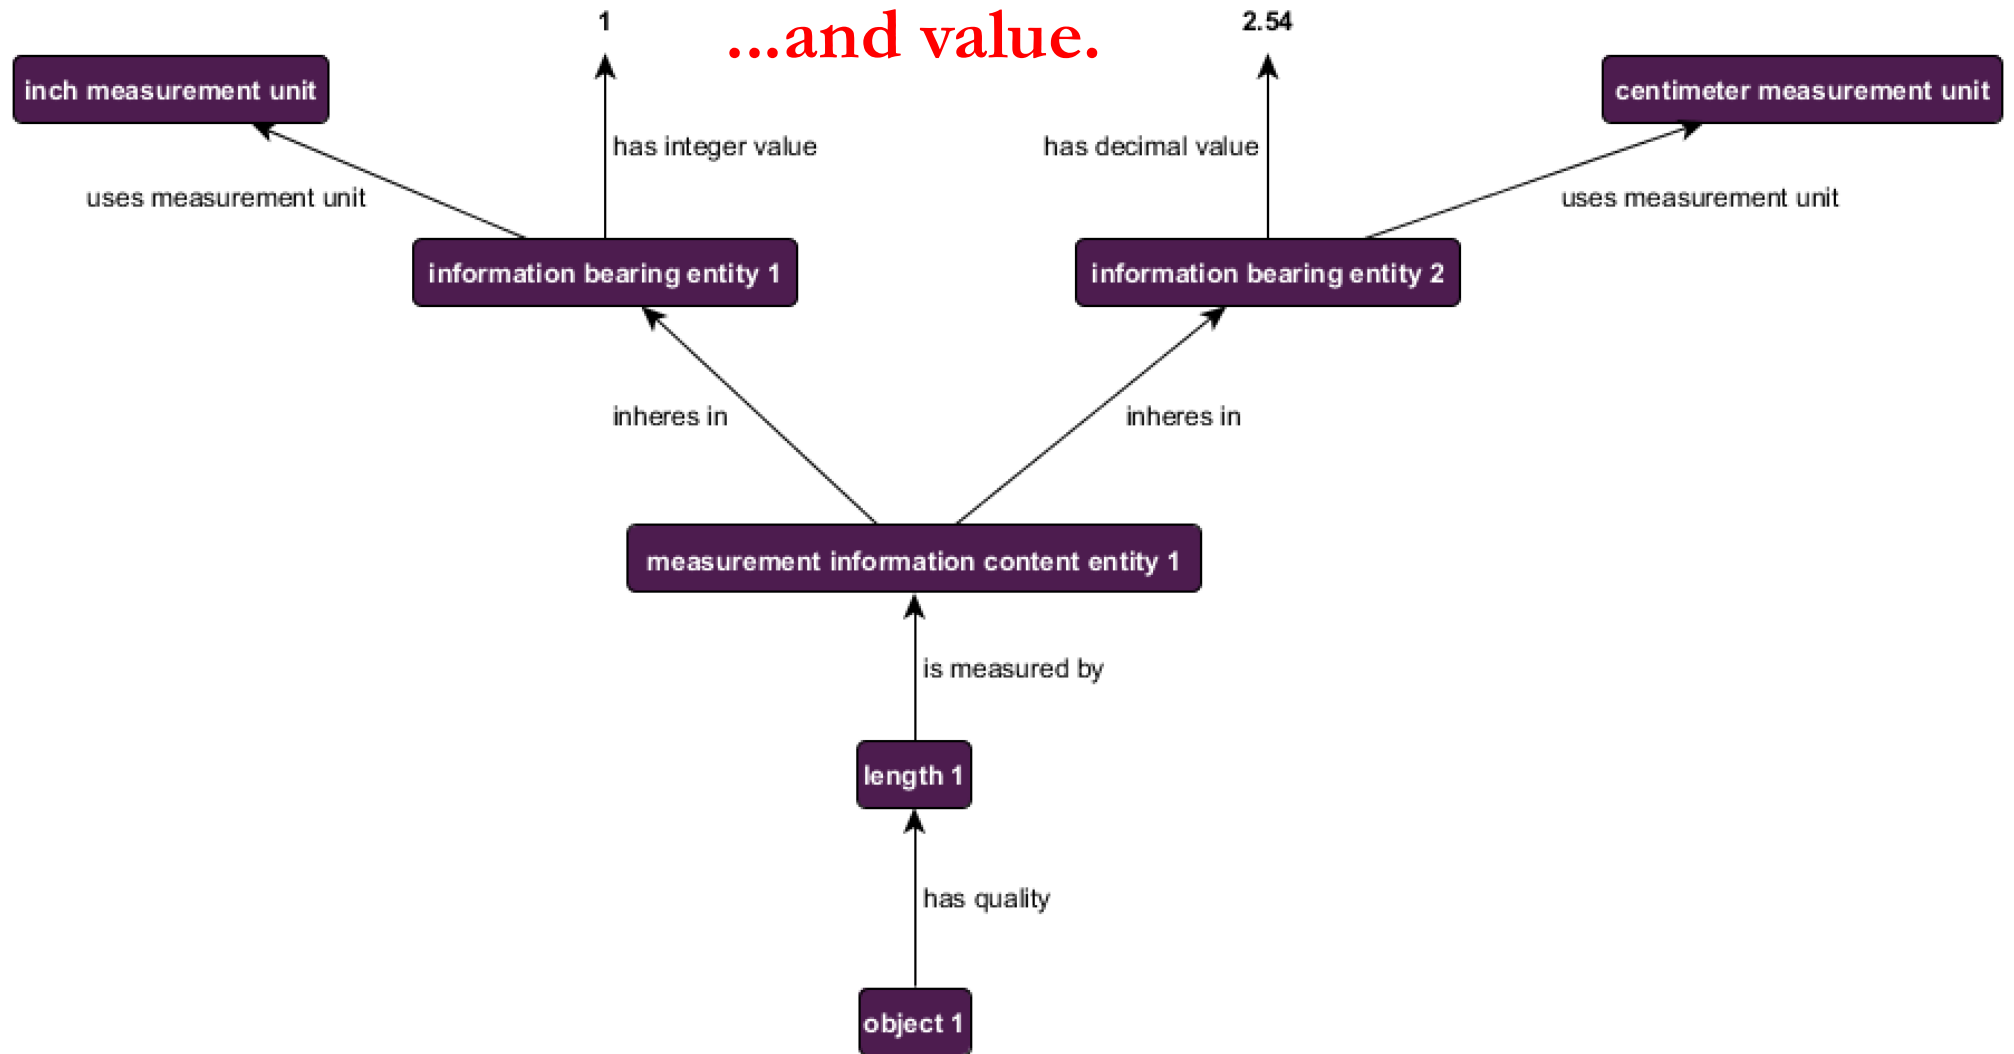 1
...and value.
2.54
inch measurement unit
centimeter measurement unit
has integer value
has decimal value
uses measurement unit
uses measurement unit
information bearing entity 1
information bearing entity 2
inheres in
inheres in
measurement information content entity 1
is measured by
length 1
has quality
object 1